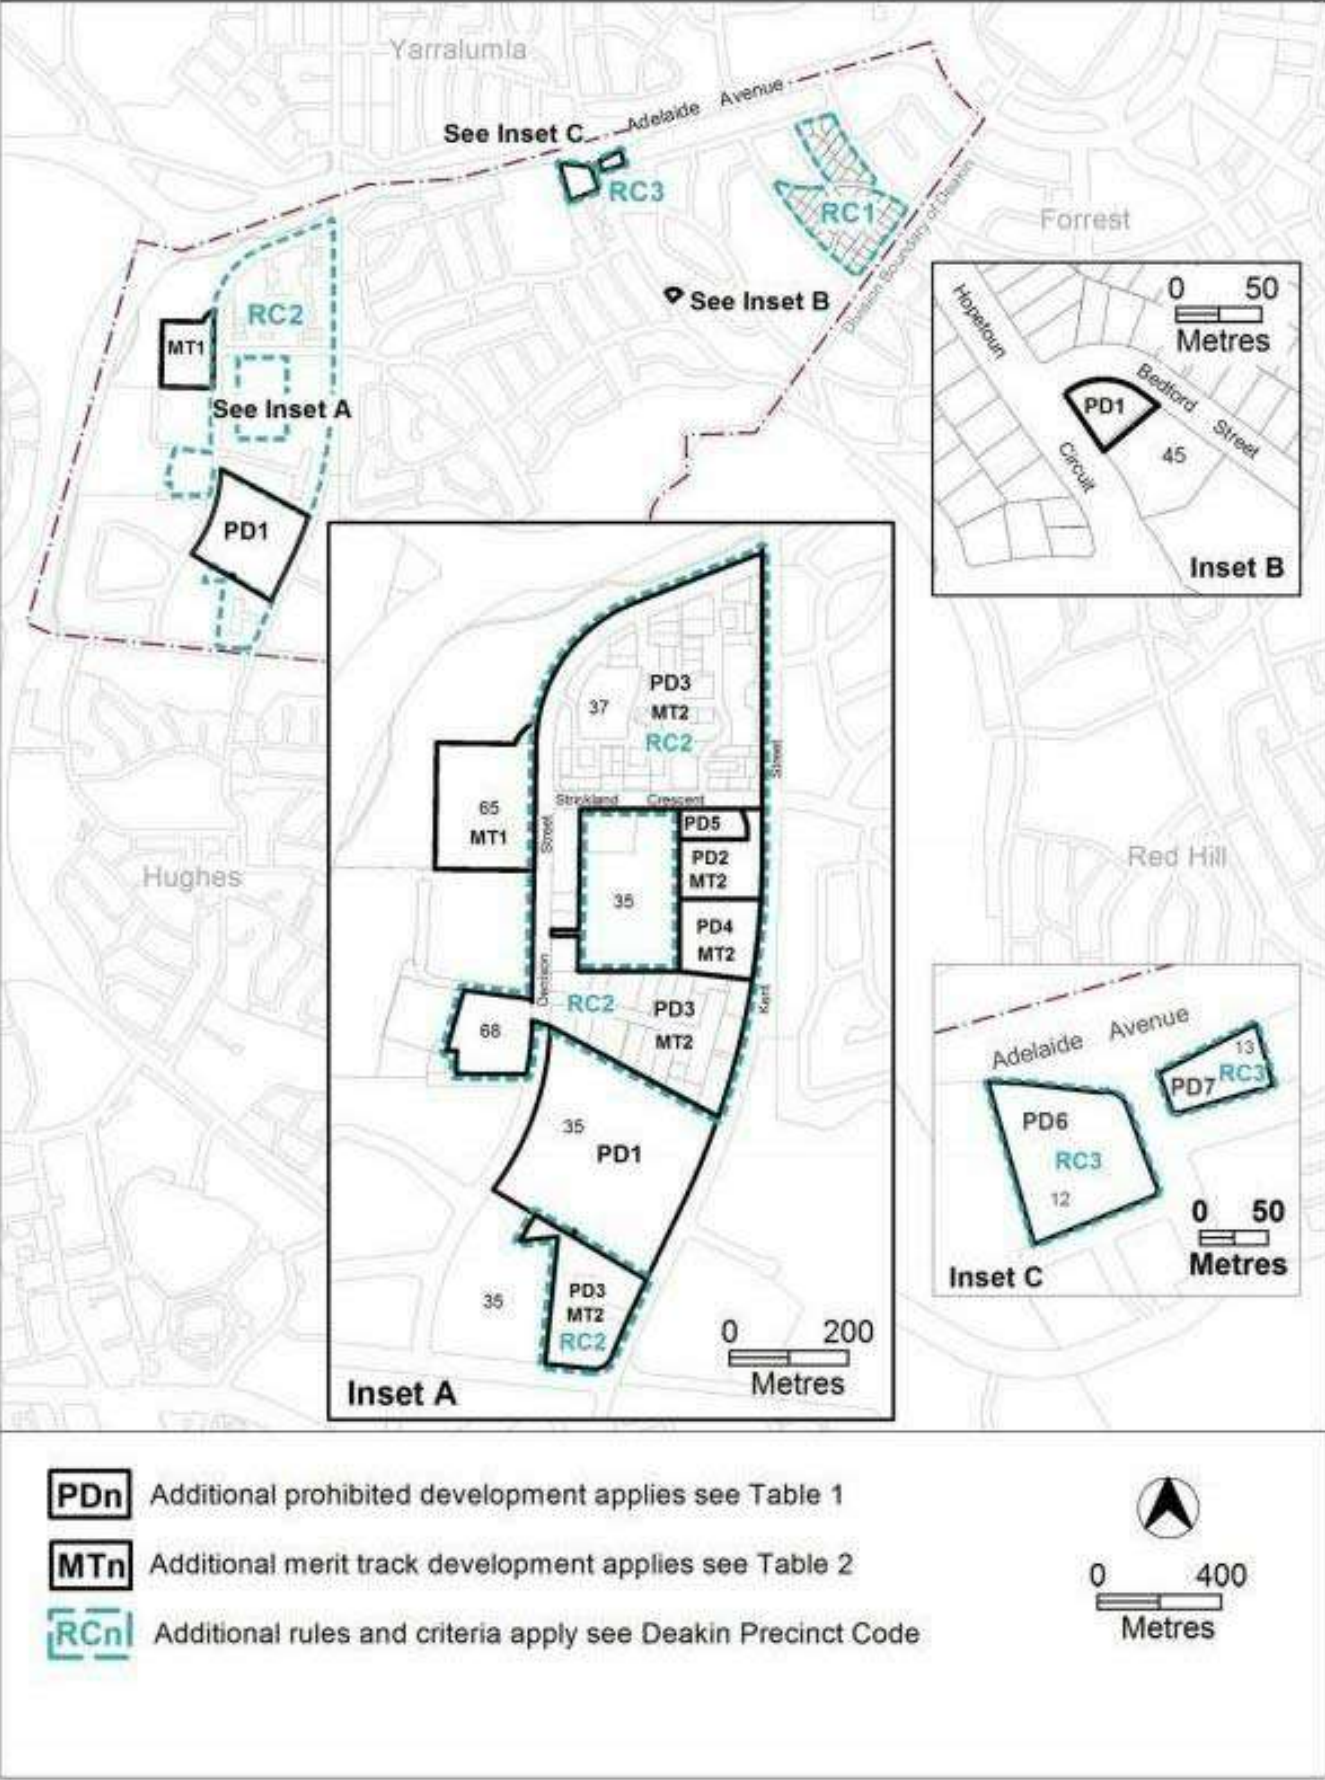 Yarralumla
Adelaide Avenue
See Inset C
RC3
RC1
Division Boundary of Deakin
Forrest
See Inset B
RC2
MT1
See Inset A
PD1
Hughes
Red Hill
0 50
Metres
Hopetoun
Circuit
Bedford
Street
PD1
45
Inset B
PD3
37
MT2
RC2
Street
Strickland Crescent
65
MT1
Street
PD5
PD2
MT2
35
PD4
MT2
Denison
RC2
PD3
MT2
Kent
68
35
PD1
35
PD3
MT2
RC2
0 200
Metres
Inset A
Adelaide Avenue
13
RC3
PD7
PD6
RC3
12
0 50
Metres
Inset C
PDn Additional prohibited development applies see Table 1
MTn Additional merit track development applies see Table 2
RCn Additional rules and criteria apply see Deakin Precinct Code
0 400
Metres